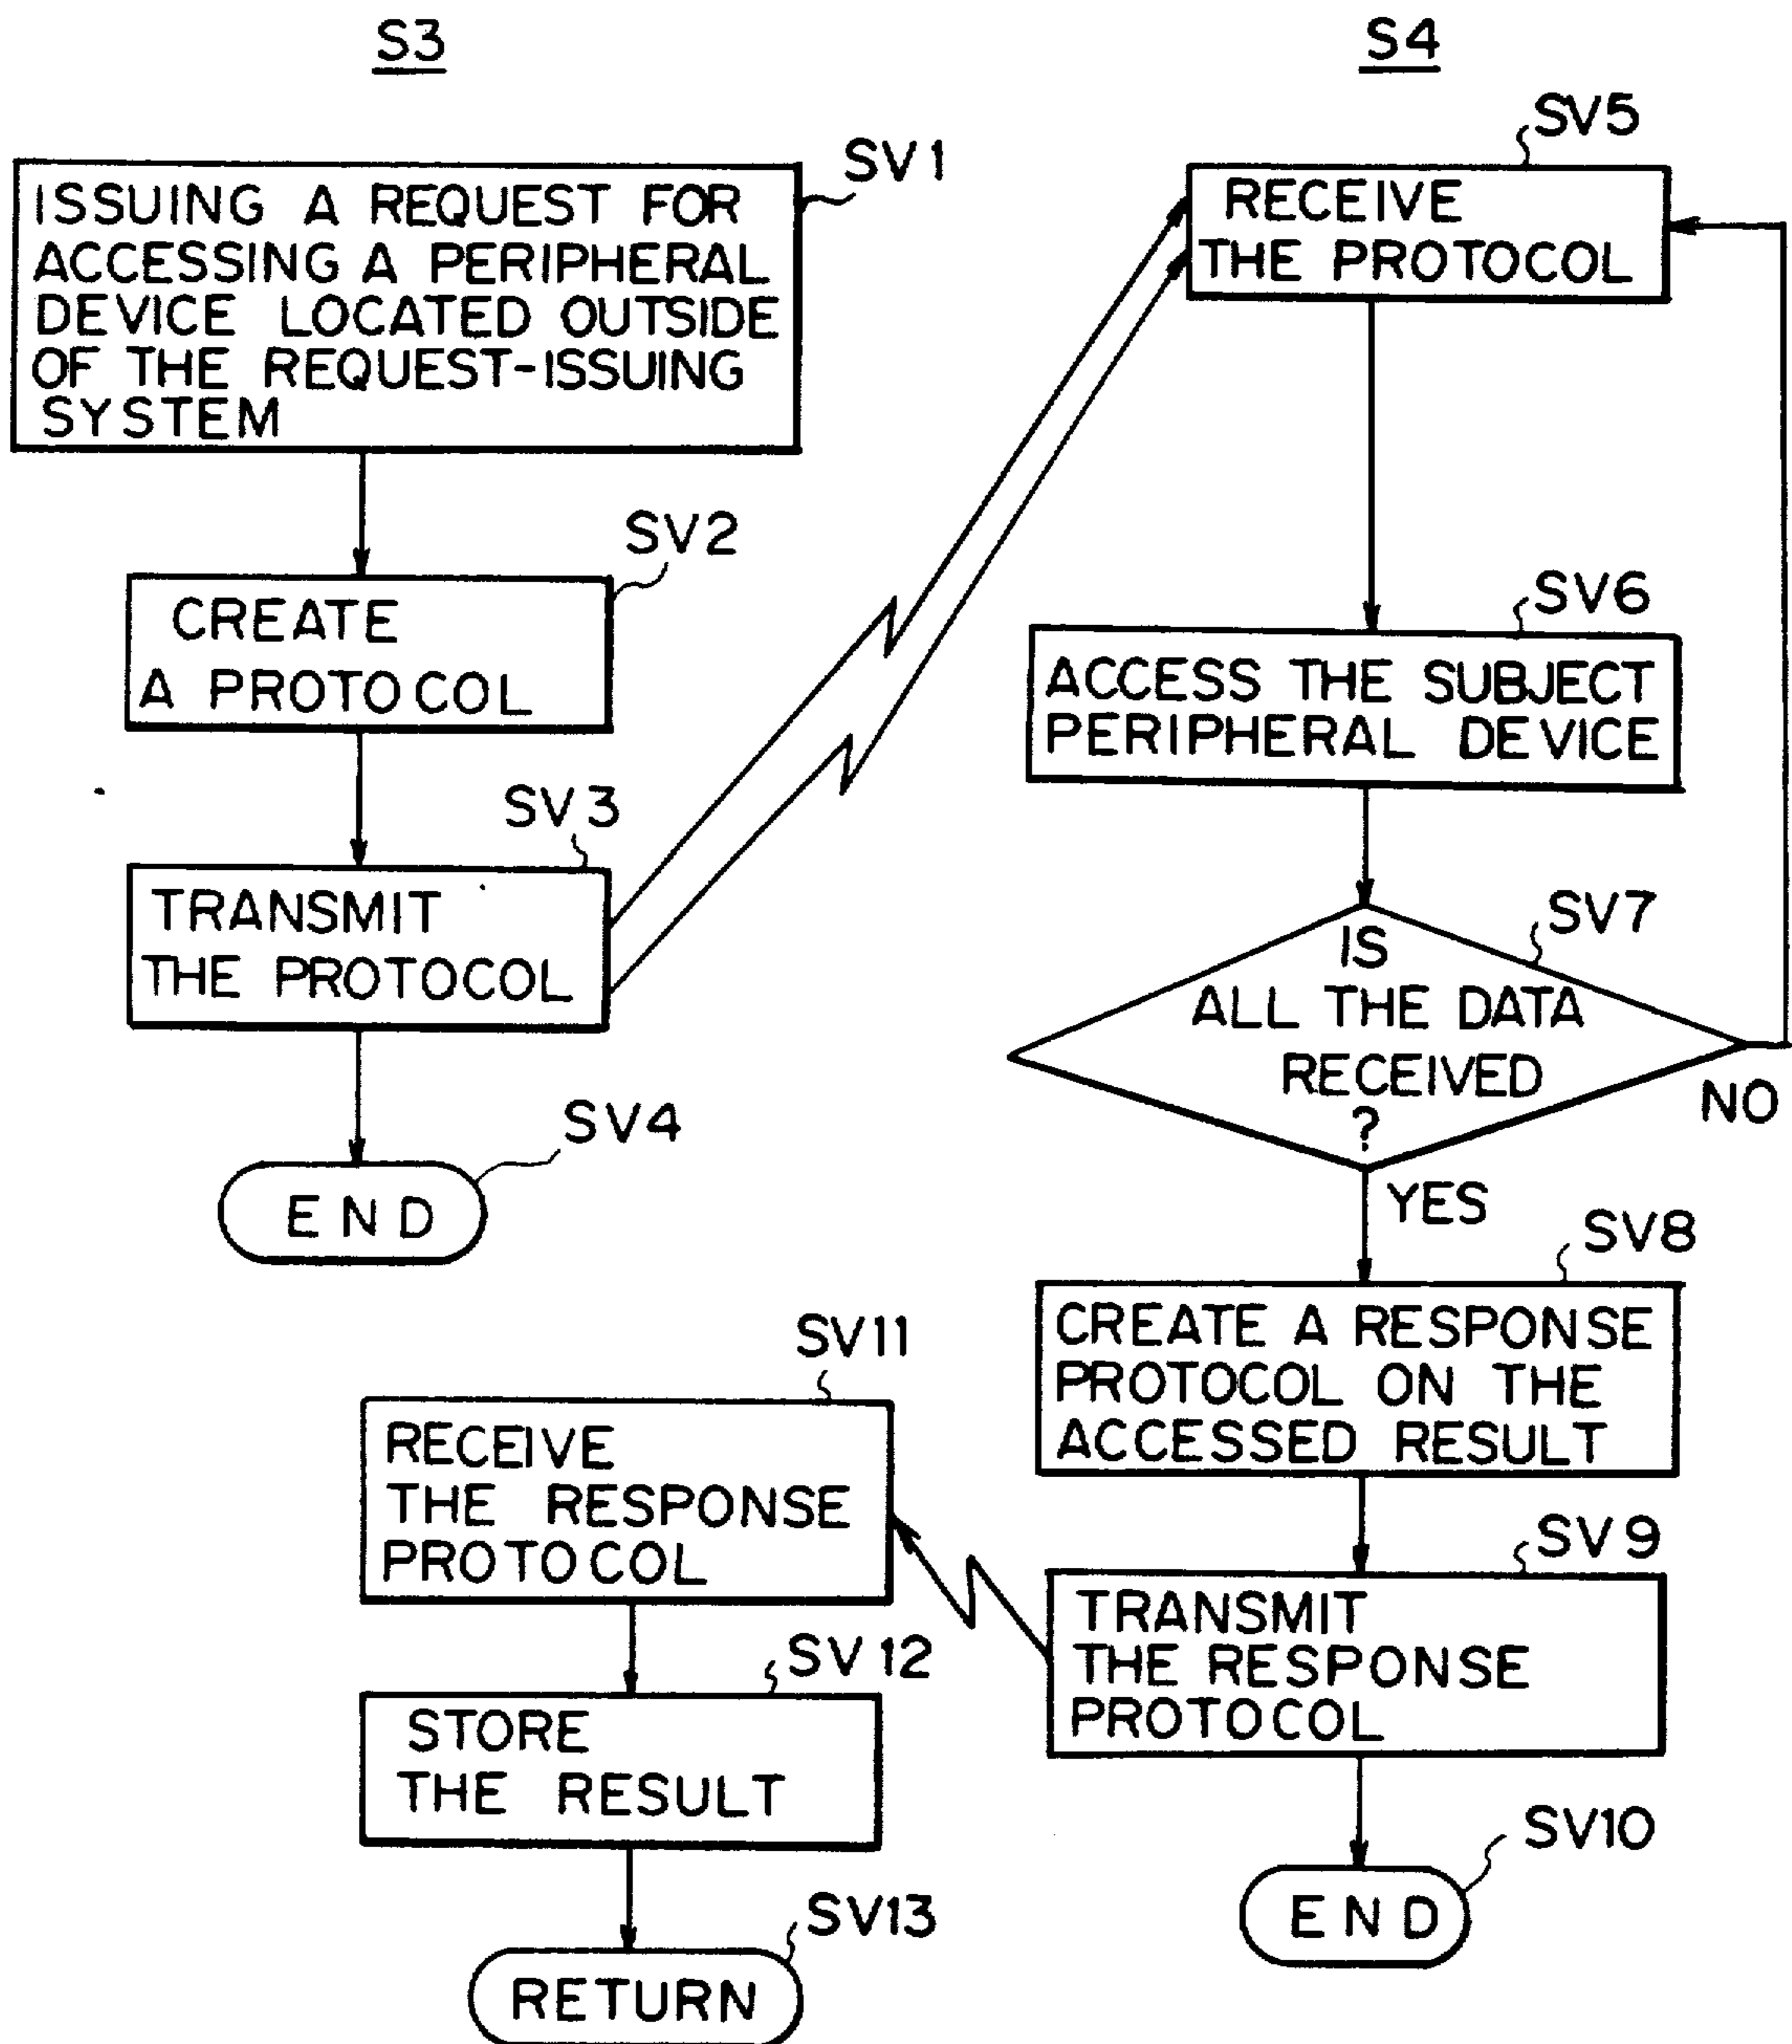 S3
SV1
ISSUING A REQUEST FOR
ACCESSING A PERIPHERAL
DEVICE LOCATED OUTSIDE
OF THE REQUEST-ISSUING
SYSTEM
SV2
CREATE
A PROTOCOL
SV3
TRANSMIT
THE PROTOCOL
SV4
END
S4
SV5
RECEIVE
THE PROTOCOL
SV6
ACCESS THE SUBJECT
PERIPHERAL DEVICE
SV7
IS
ALL THE DATA
RECEIVED
?
NO
YES
SV8
CREATE A RESPONSE
PROTOCOL ON THE
ACCESSED RESULT
SV9
TRANSMIT
THE RESPONSE
PROTOCOL
SV10
END
SV11
RECEIVE
THE RESPONSE
PROTOCOL
SV12
STORE
THE RESULT
SV13
RETURN